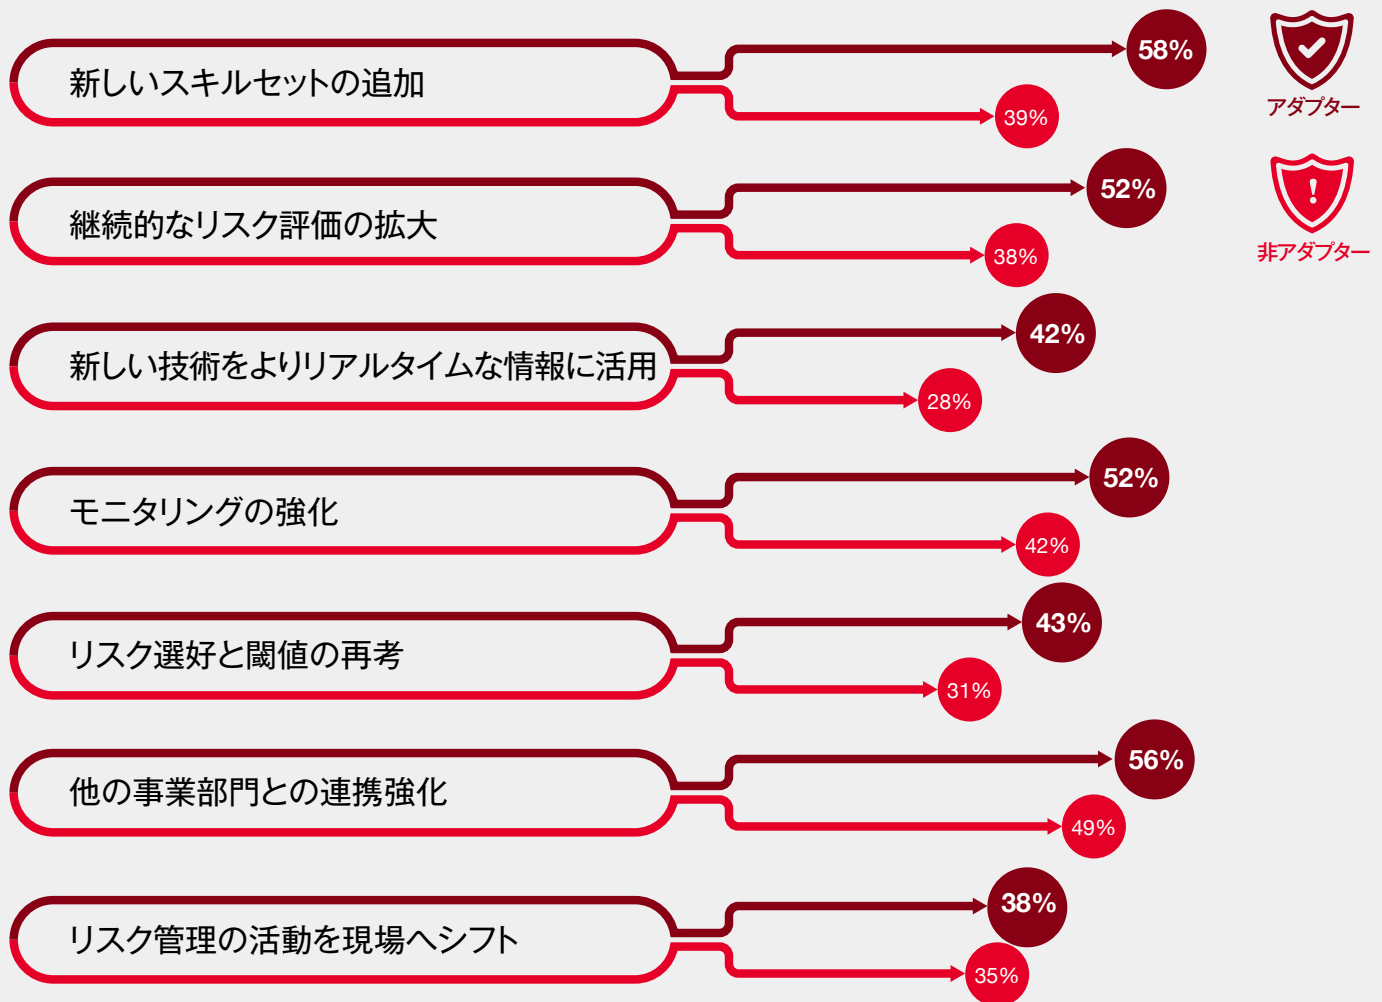 新しいスキルセットの追加
58%
39%
アダプター
継続的なリスク評価の拡大
52%
38%
非アダプター
新しい技術をよりリアルタイムな情報に活用
42%
28%
モニタリングの強化
52%
42%
リスク選好と閾値の再考
43%
31%
他の事業部門との連携強化
56%
49%
リスク管理の活動を現場へシフト
38%
35%